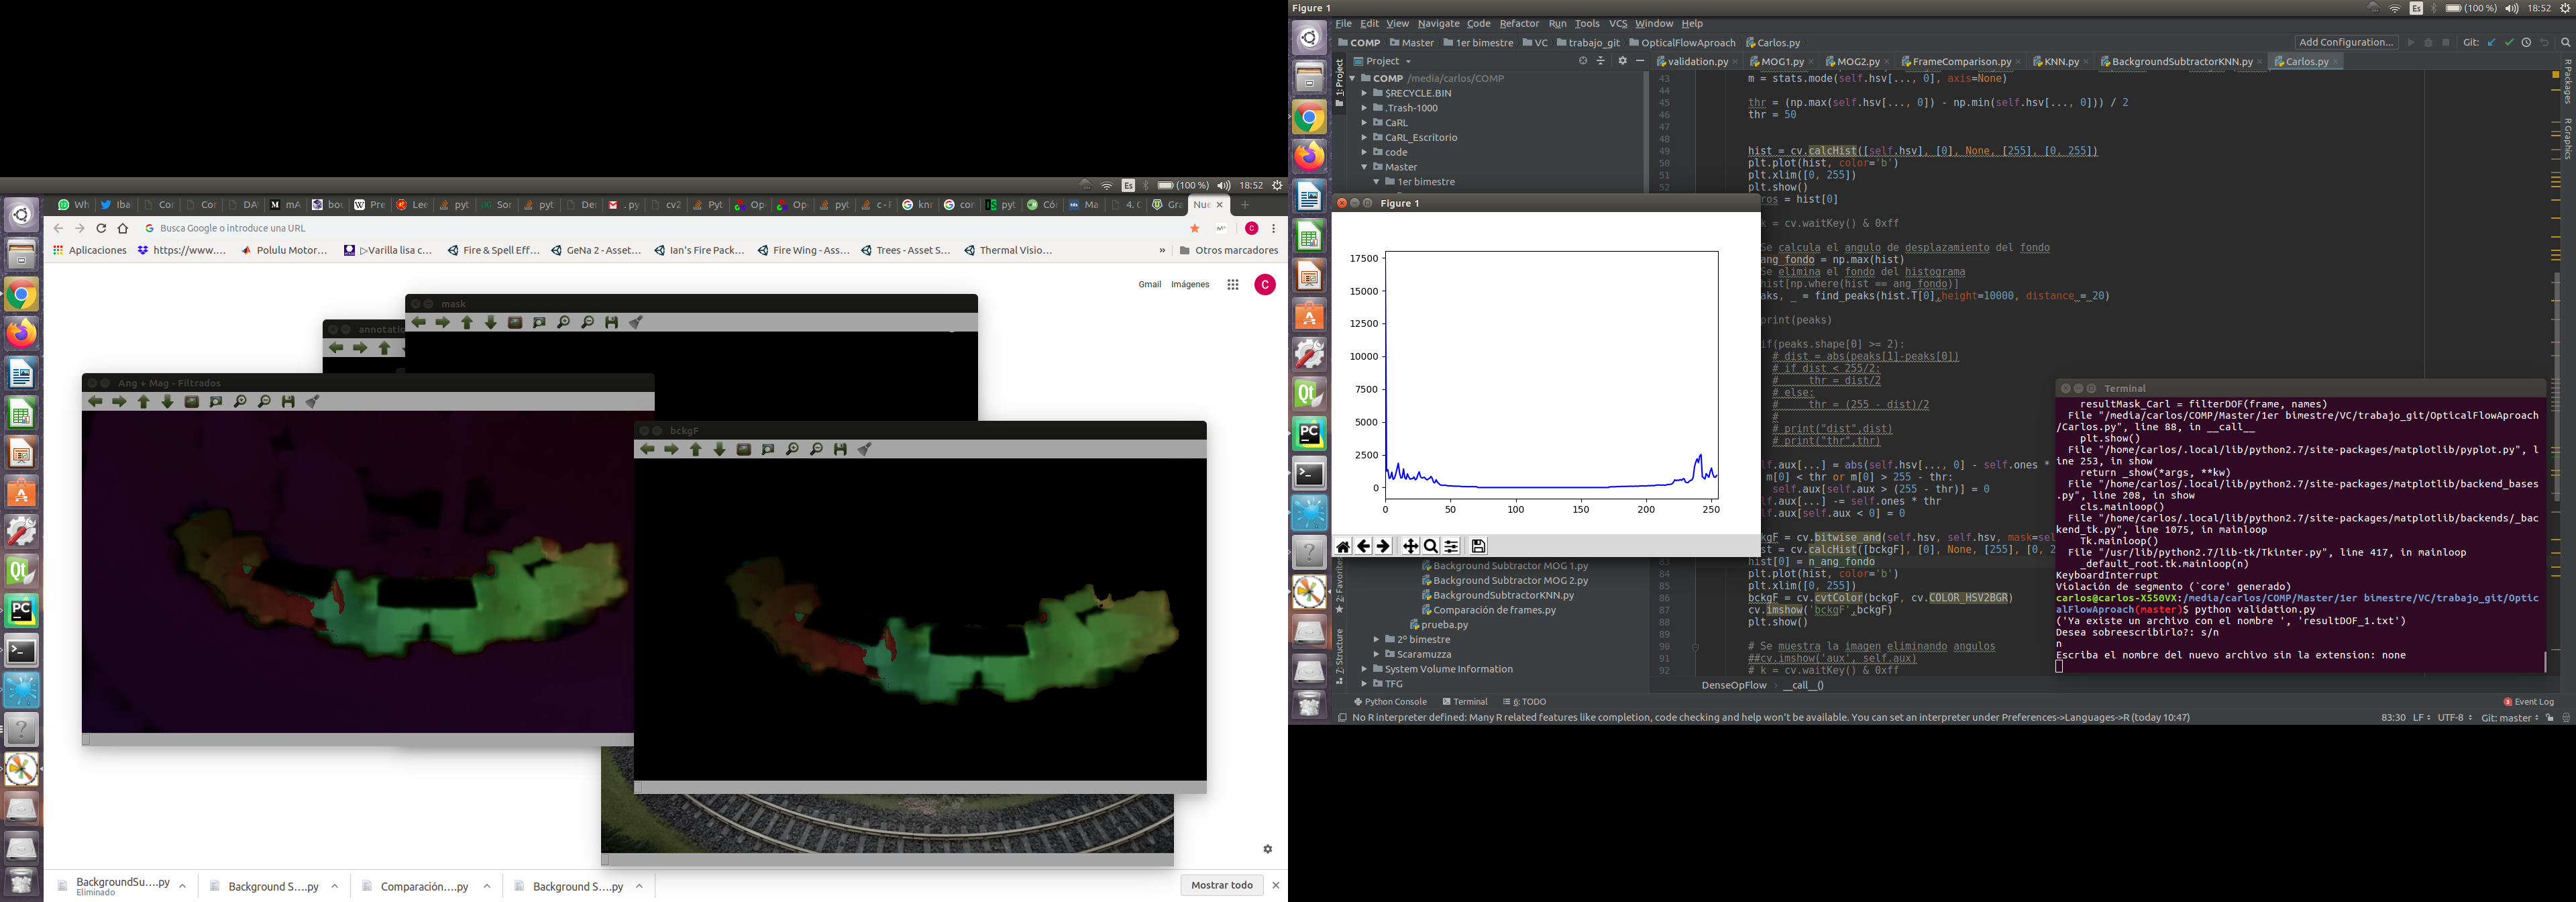 Es (100 %) 18:52
Wh Iba Co Co DA mA bo Pre Lee pyt Sor pyt De . py cv2 Pyt Op Op pyt c++ kn cor pyt Có Ma 4. C Gra Nue
Busca Google o introduce una URL
Aplicaciones https://www.... Polulu Motor... ▷Varilla lisa c... Fire & Spell Eff... GeNa 2 - Asset... Ian's Fire Pack... Fire Wing - Ass... Trees - Asset S... Thermal Visio... » Otros marcadores
Gmail Imágenes C
mask
annotatio
Ang + Mag - Filtrados
bckgF
BackgroundSu....py
Eliminado
Background S....py
Comparación....py
Background S....py
Mostrar todo
Figure 1
Es (100 %) 18:52
File Edit View Navigate Code Refactor Run Tools VCS Window Help
COMP Master 1er bimestre VC trabajo_git OpticalFlowAproach Carlos.py
Add Configuration... Git:
Project
validation.py MOG1.py MOG2.py FrameComparison.py KNN.py BackgroundSubtractorKNN.py Carlos.py
1: Project
R Packages
R Graphics
COMP /media/carlos/COMP
$RECYCLE.BIN
.Trash-1000
CaRL
CaRL_Escritorio
code
Master
1er bimestre
43 m = stats.mode(self.hsv[..., 0], axis=None)
44
45 thr = (np.max(self.hsv[..., 0]) - np.min(self.hsv[..., 0])) / 2
46 thr = 50
47
48
49 hist = cv.calcHist([self.hsv], [0], None, [255], [0, 255])
50 plt.plot(hist, color='b')
51 plt.xlim([0, 255])
52 plt.show()
ros = hist[0]
k = cv.waitKey() & 0xff
Se calcula el angulo de desplazamiento del fondo
ang_fondo = np.max(hist)
Se elimina el fondo del histograma
hist[np.where(hist == ang_fondo)]
aks, _ = find_peaks(hist.T[0],height=10000, distance = 20)
print(peaks)
if(peaks.shape[0] >= 2):
# dist = abs(peaks[1]-peaks[0])
# if dist < 255/2:
# thr = dist/2
# else:
# thr = (255 - dist)/2
#
# print("dist",dist)
# print("thr",thr)
lf.aux[...] = abs(self.hsv[..., 0] - self.ones *
m[0] < thr or m[0] > 255 - thr:
self.aux[self.aux > (255 - thr)] = 0
lf.aux[...] -= self.ones * thr
lf.aux[self.aux < 0] = 0
kgF = cv.bitwise_and(self.hsv, self.hsv, mask=sel
st = cv.calcHist([bckgF], [0], None, [255], [0, 2
83 hist[0] = n_ang_fondo
84 plt.plot(hist, color='b')
85 plt.xlim([0, 255])
86 bckgF = cv.cvtColor(bckgF, cv.COLOR_HSV2BGR)
87 cv.imshow('bckgF',bckgF)
88 plt.show()
89
90 # Se muestra la imagen eliminando angulos
91 ##cv.imshow('aux', self.aux)
92 # k = cv.waitKey() & 0xff
DenseOpFlow › __call__()
Figure 1
17500
15000
12500
10000
7500
5000
2500
0
0 50 100 150 200 250
Background Subtractor MOG 1.py
Background Subtractor MOG 2.py
BackgroundSubtractorKNN.py
Comparación de frames.py
prueba.py
2º bimestre
Scaramuzza
System Volume Information
TFG
2: Favorites
7: Structure
Terminal
resultMask_Carl = filterDOF(frame, names)
File "/media/carlos/COMP/Master/1er bimestre/VC/trabajo_git/OpticalFlowAproach
/Carlos.py", line 88, in __call__
plt.show()
File "/home/carlos/.local/lib/python2.7/site-packages/matplotlib/pyplot.py", l
ine 253, in show
return _show(*args, **kw)
File "/home/carlos/.local/lib/python2.7/site-packages/matplotlib/backend_bases
.py", line 208, in show
cls.mainloop()
File "/home/carlos/.local/lib/python2.7/site-packages/matplotlib/backends/_bac
kend_tk.py", line 1075, in mainloop
Tk.mainloop()
File "/usr/lib/python2.7/lib-tk/Tkinter.py", line 417, in mainloop
_default_root.tk.mainloop(n)
KeyboardInterrupt
Violación de segmento (`core' generado)
carlos@carlos-X550VX:/media/carlos/COMP/Master/1er bimestre/VC/trabajo_git/Optic
alFlowAproach(master)$ python validation.py
('Ya existe un archivo con el nombre ', 'resultDOF_1.txt')
Desea sobreescribirlo?: s/n
n
Escriba el nombre del nuevo archivo sin la extension: none
Python Console Terminal 6: TODO
3 Event Log
No R interpreter defined: Many R related features like completion, code checking and help won't be available. You can set an interpreter under Preferences->Languages->R (today 10:47)
83:30 LF UTF-8 Git: master